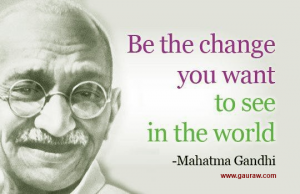 Be the change
you want
to see
in the world
-Mahatma Gandhi
www.gauraw.com